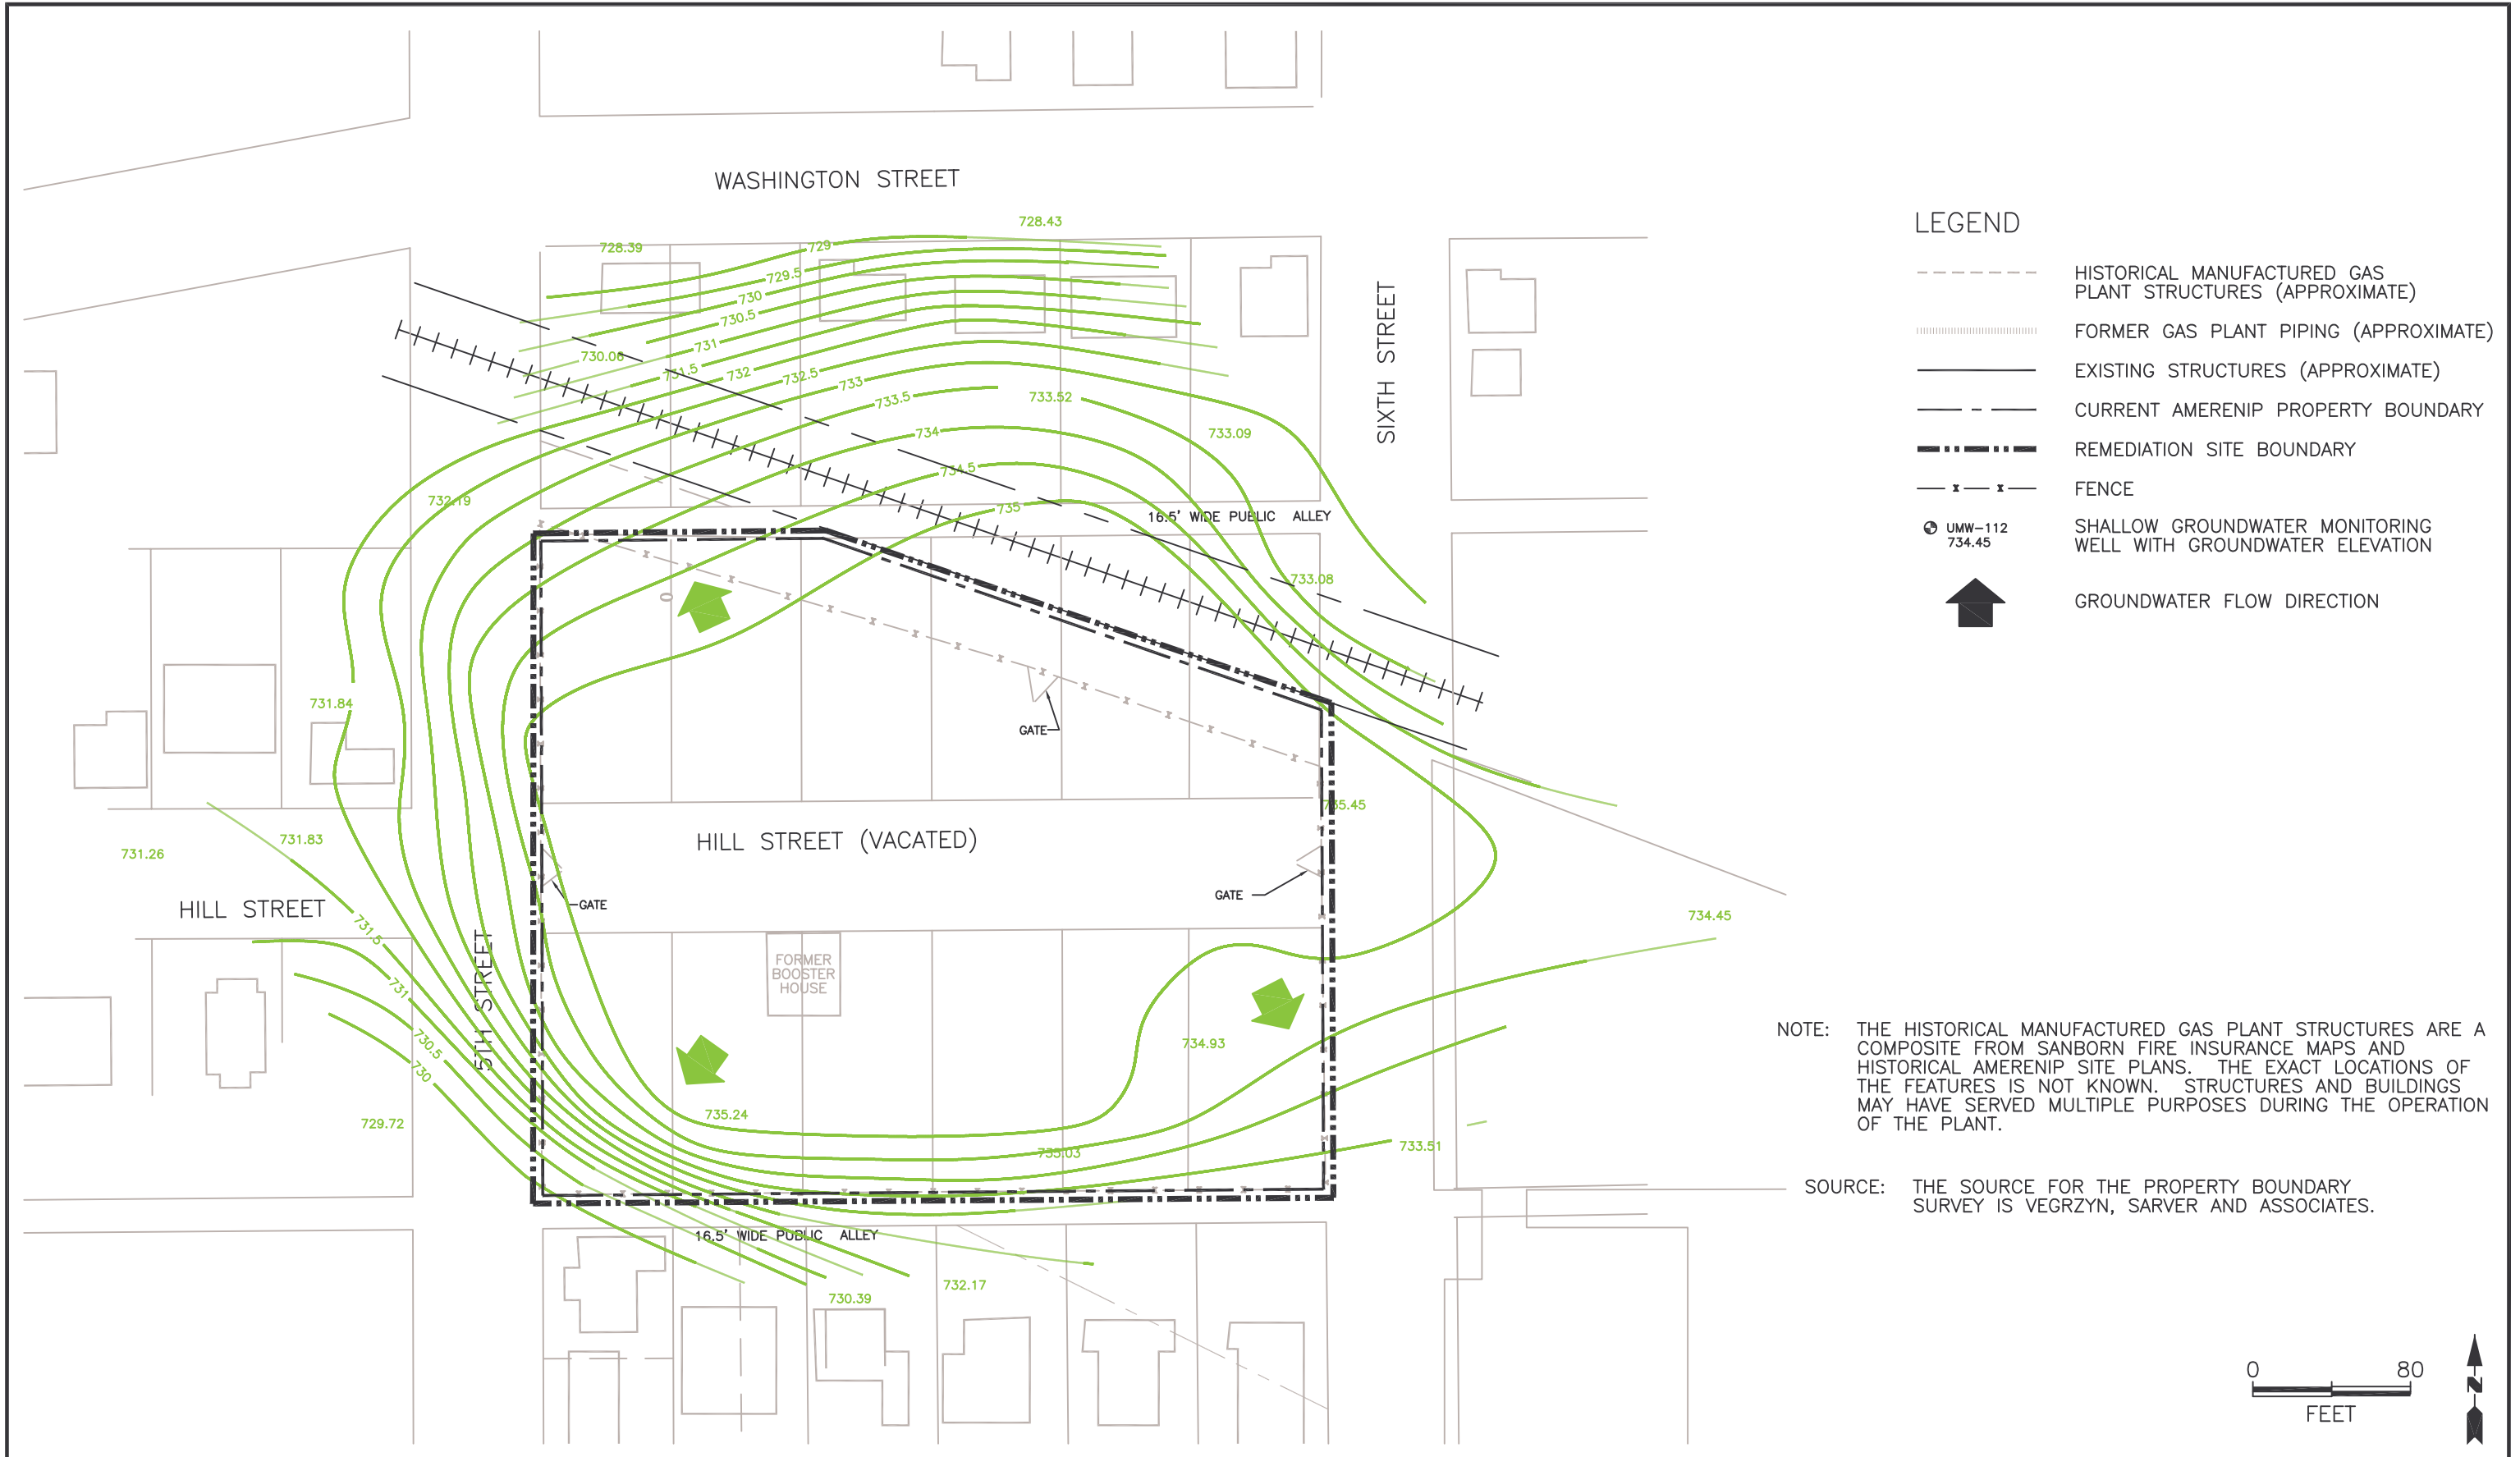 WASHINGTON STREET
728.43
728.39
729
729.5
730
730.5
731
730.06
731.5
732
732.5
733
733.5
733.52
733.09
734
734.5
735
732.19
SIXTH STREET
16.5' WIDE PUBLIC ALLEY
733.08
0
731.84
GATE
735.45
HILL STREET (VACATED)
731.83
731.26
HILL STREET
GATE
GATE
731.5
731
730.5
730
5TH STREET
FORMER
BOOSTER
HOUSE
734.45
734.93
735.24
729.72
735.03
733.51
16.5' WIDE PUBLIC ALLEY
732.17
730.39
LEGEND
HISTORICAL MANUFACTURED GAS
PLANT STRUCTURES (APPROXIMATE)
FORMER GAS PLANT PIPING (APPROXIMATE)
EXISTING STRUCTURES (APPROXIMATE)
CURRENT AMERENIP PROPERTY BOUNDARY
REMEDIATION SITE BOUNDARY
FENCE
UMW-112
734.45
SHALLOW GROUNDWATER MONITORING
WELL WITH GROUNDWATER ELEVATION
GROUNDWATER FLOW DIRECTION
NOTE: THE HISTORICAL MANUFACTURED GAS PLANT STRUCTURES ARE A
COMPOSITE FROM SANBORN FIRE INSURANCE MAPS AND
HISTORICAL AMERENIP SITE PLANS. THE EXACT LOCATIONS OF
THE FEATURES IS NOT KNOWN. STRUCTURES AND BUILDINGS
MAY HAVE SERVED MULTIPLE PURPOSES DURING THE OPERATION
OF THE PLANT.
SOURCE: THE SOURCE FOR THE PROPERTY BOUNDARY
SURVEY IS VEGRZYN, SARVER AND ASSOCIATES.
0 80
FEET
N